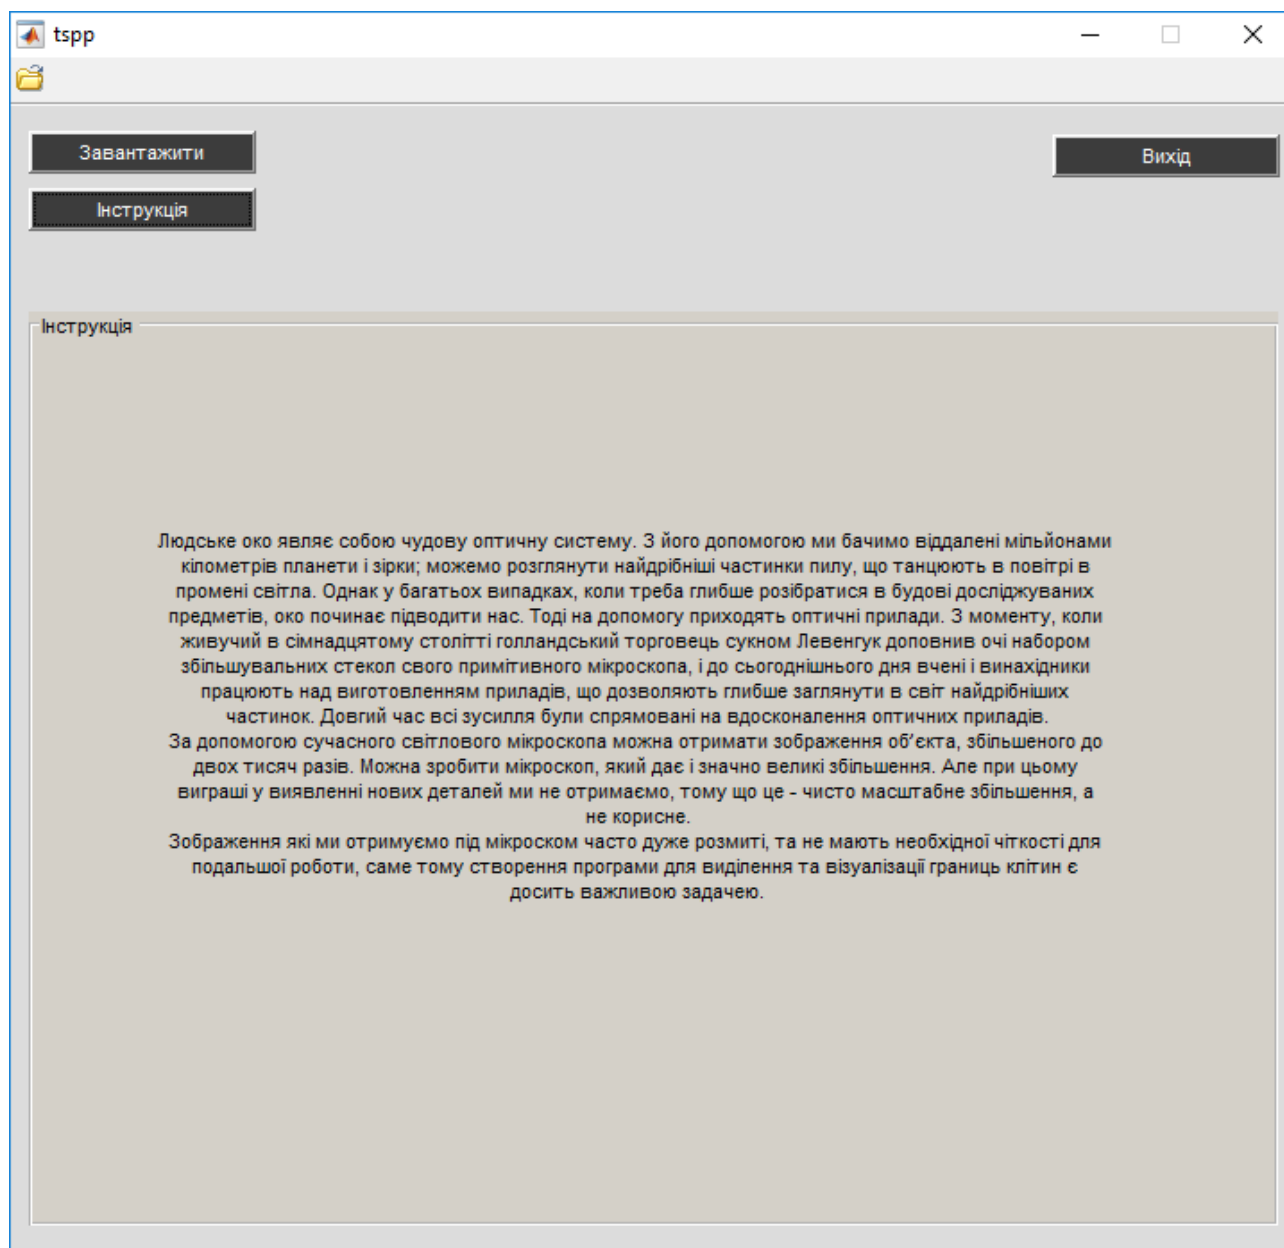 tspp
Завантажити
Вихід
Інструкція
Інструкція
Людське око являє собою чудову оптичну систему. З його допомогою ми бачимо віддалені мільйонами
кілометрів планети і зірки; можемо розглянути найдрібніші частинки пилу, що танцюють в повітрі в
промені світла. Однак у багатьох випадках, коли треба глибше розібратися в будові досліджуваних
предметів, око починає підводити нас. Тоді на допомогу приходять оптичні прилади. З моменту, коли
живучий в сімнадцятому столітті голландський торговець сукном Левенгук доповнив очі набором
збільшувальних стекол свого примітивного мікроскопа, і до сьогоднішнього дня вчені і винахідники
працюють над виготовленням приладів, що дозволяють глибше заглянути в світ найдрібніших
частинок. Довгий час всі зусилля були спрямовані на вдосконалення оптичних приладів.
За допомогою сучасного світлового мікроскопа можна отримати зображення об’єкта, збільшеного до
двох тисяч разів. Можна зробити мікроскоп, який дає і значно великі збільшення. Але при цьому
виграші у виявленні нових деталей ми не отримаємо, тому що це - чисто масштабне збільшення, а
не корисне.
Зображення які ми отримуємо під мікроском часто дуже розмиті, та не мають необхідної чіткості для
подальшої роботи, саме тому створення програми для виділення та візуалізації границь клітин є
досить важливою задачею.